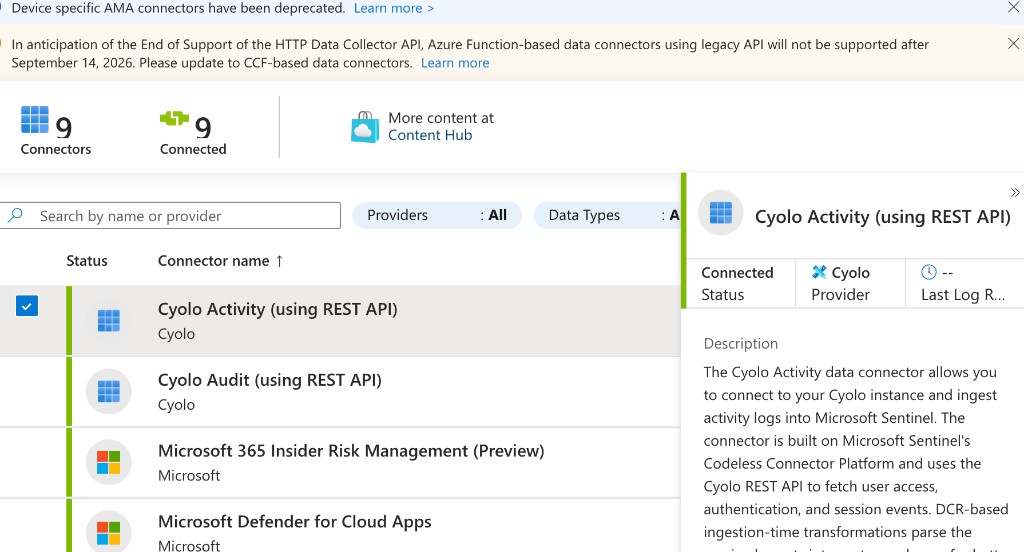 Device specific AMA connectors have been deprecated. Learn more >
In anticipation of the End of Support of the HTTP Data Collector API, Azure Function-based data connectors using legacy API will not be supported after
September 14, 2026. Please update to CCF-based data connectors. Learn more
9
Connectors
9
Connected
More content at
Content Hub
Search by name or provider
Providers : All
Data Types : A
Status
Connector name ↑
Cyolo Activity (using REST API)
Cyolo
Cyolo Audit (using REST API)
Cyolo
Microsoft 365 Insider Risk Management (Preview)
Microsoft
Microsoft Defender for Cloud Apps
Microsoft
Cyolo Activity (using REST API)
Connected
Status
Cyolo
Provider
--
Last Log R...
Description
The Cyolo Activity data connector allows you
to connect to your Cyolo instance and ingest
activity logs into Microsoft Sentinel. The
connector is built on Microsoft Sentinel's
Codeless Connector Platform and uses the
Cyolo REST API to fetch user access,
authentication, and session events. DCR-based
ingestion-time transformations parse the